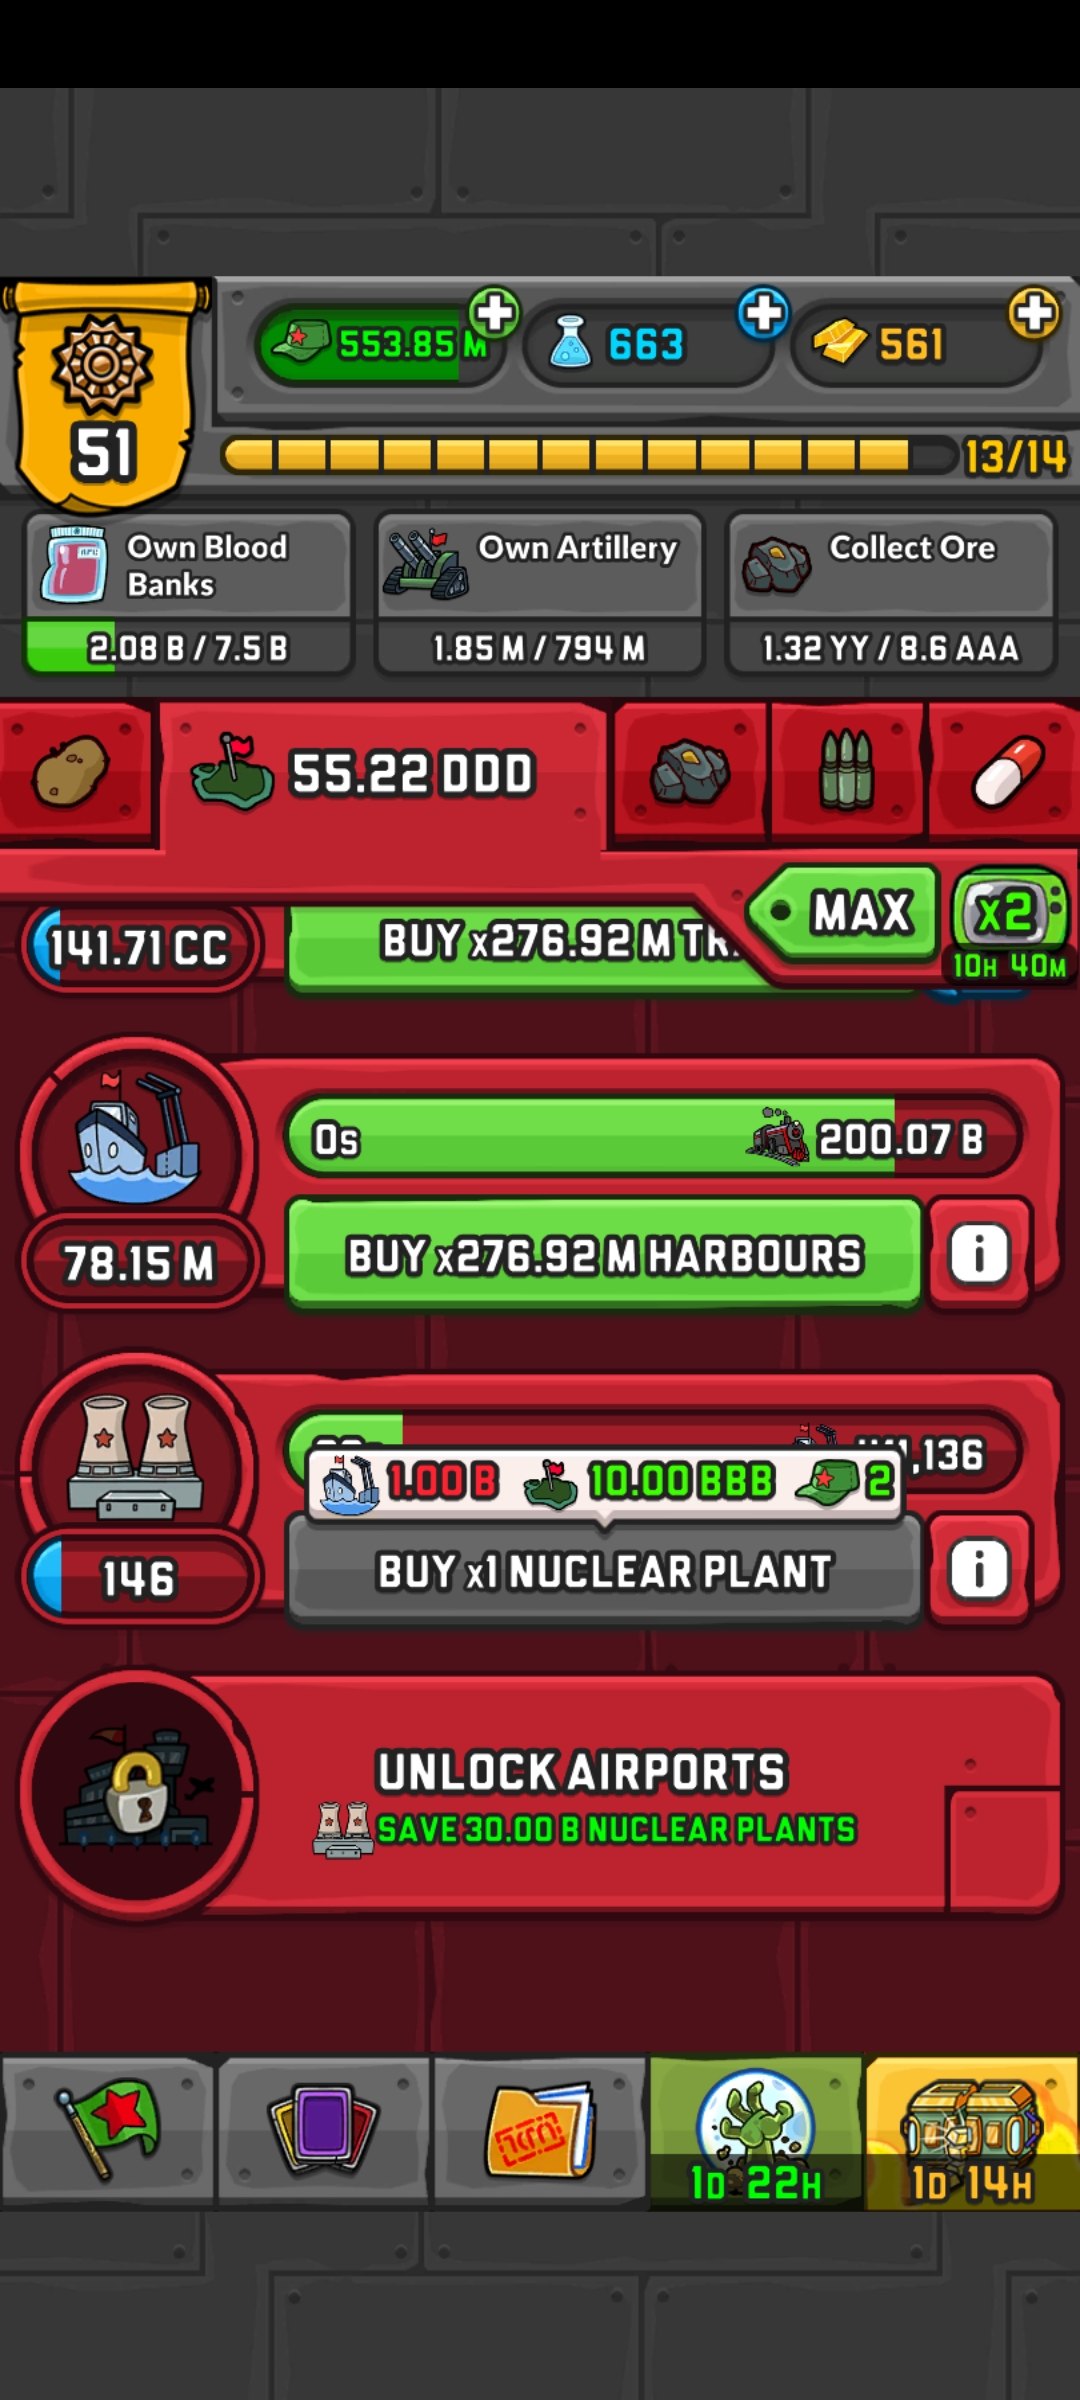 553.85 M
663
561
51
13/14
Own Blood Banks
2.08 B / 7.5 B
Own Artillery
1.85 M / 794 M
Collect Ore
1.32 YY / 8.6 AAA
55.22 DDD
MAX
x2
10H 40M
141.71 CC
BUY x276.92 M
0s
200.07 B
78.15 M
BUY x276.92 M HARBOURS
,136
1.00 B
10.00 BBB
2
146
BUY x1 NUCLEAR PLANT
UNLOCK AIRPORTS
SAVE 30.00 B NUCLEAR PLANTS
1D 22H
1D 14H